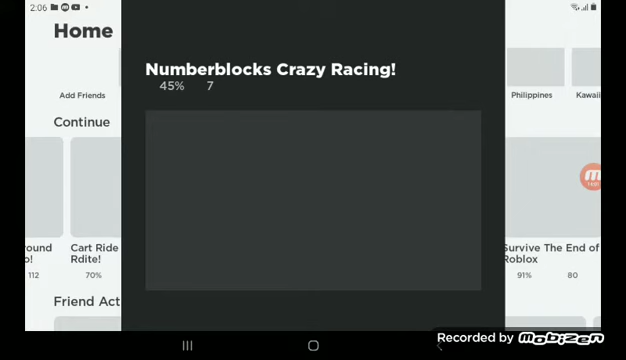 2:06
Home
Numberblocks Crazy Racing!
45% 7
Add Friends
Philippines
Kawaii
Continue
ound
o!
112
Cart Ride
Rdite!
70%
Survive The End of
Roblox
91% 80
Friend Act
Recorded by MOBIZEN